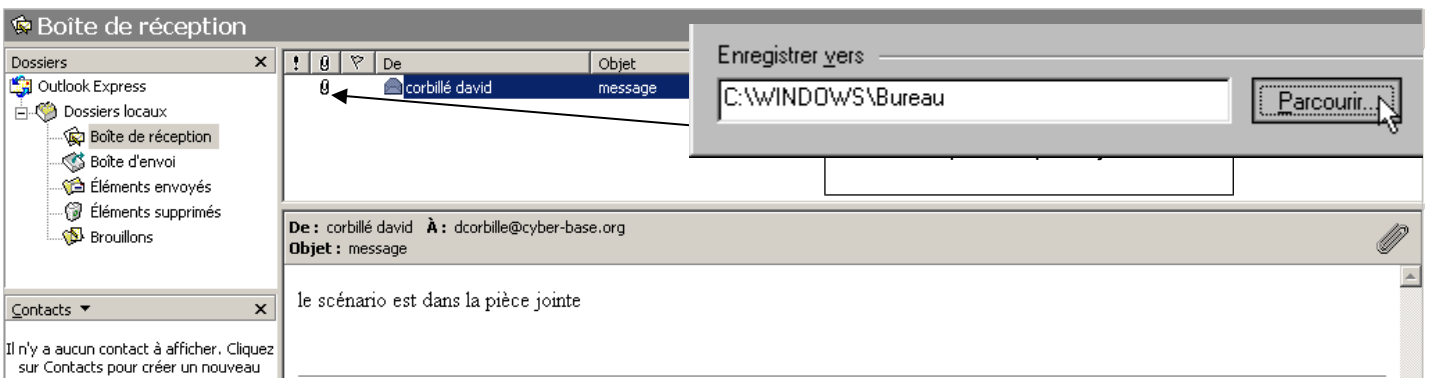 Boîte de réception
Dossiers
Outlook Express
Dossiers locaux
Boîte de réception
Boîte d'envoi
Éléments envoyés
Éléments supprimés
Brouillons
Contacts
Il n'y a aucun contact à afficher. Cliquez
sur Contacts pour créer un nouveau
! De Objet
corbillé david message
Enregistrer vers
C:\WINDOWS\Bureau Parcourir...
De : corbillé david À : dcorbille@cyber-base.org
Objet : message
le scénario est dans la pièce jointe